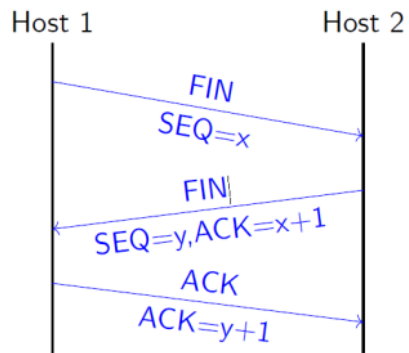 Host 1 Host 2
FIN
SEQ=x
FIN
SEQ=y,ACK=x+1
ACK
ACK=y+1